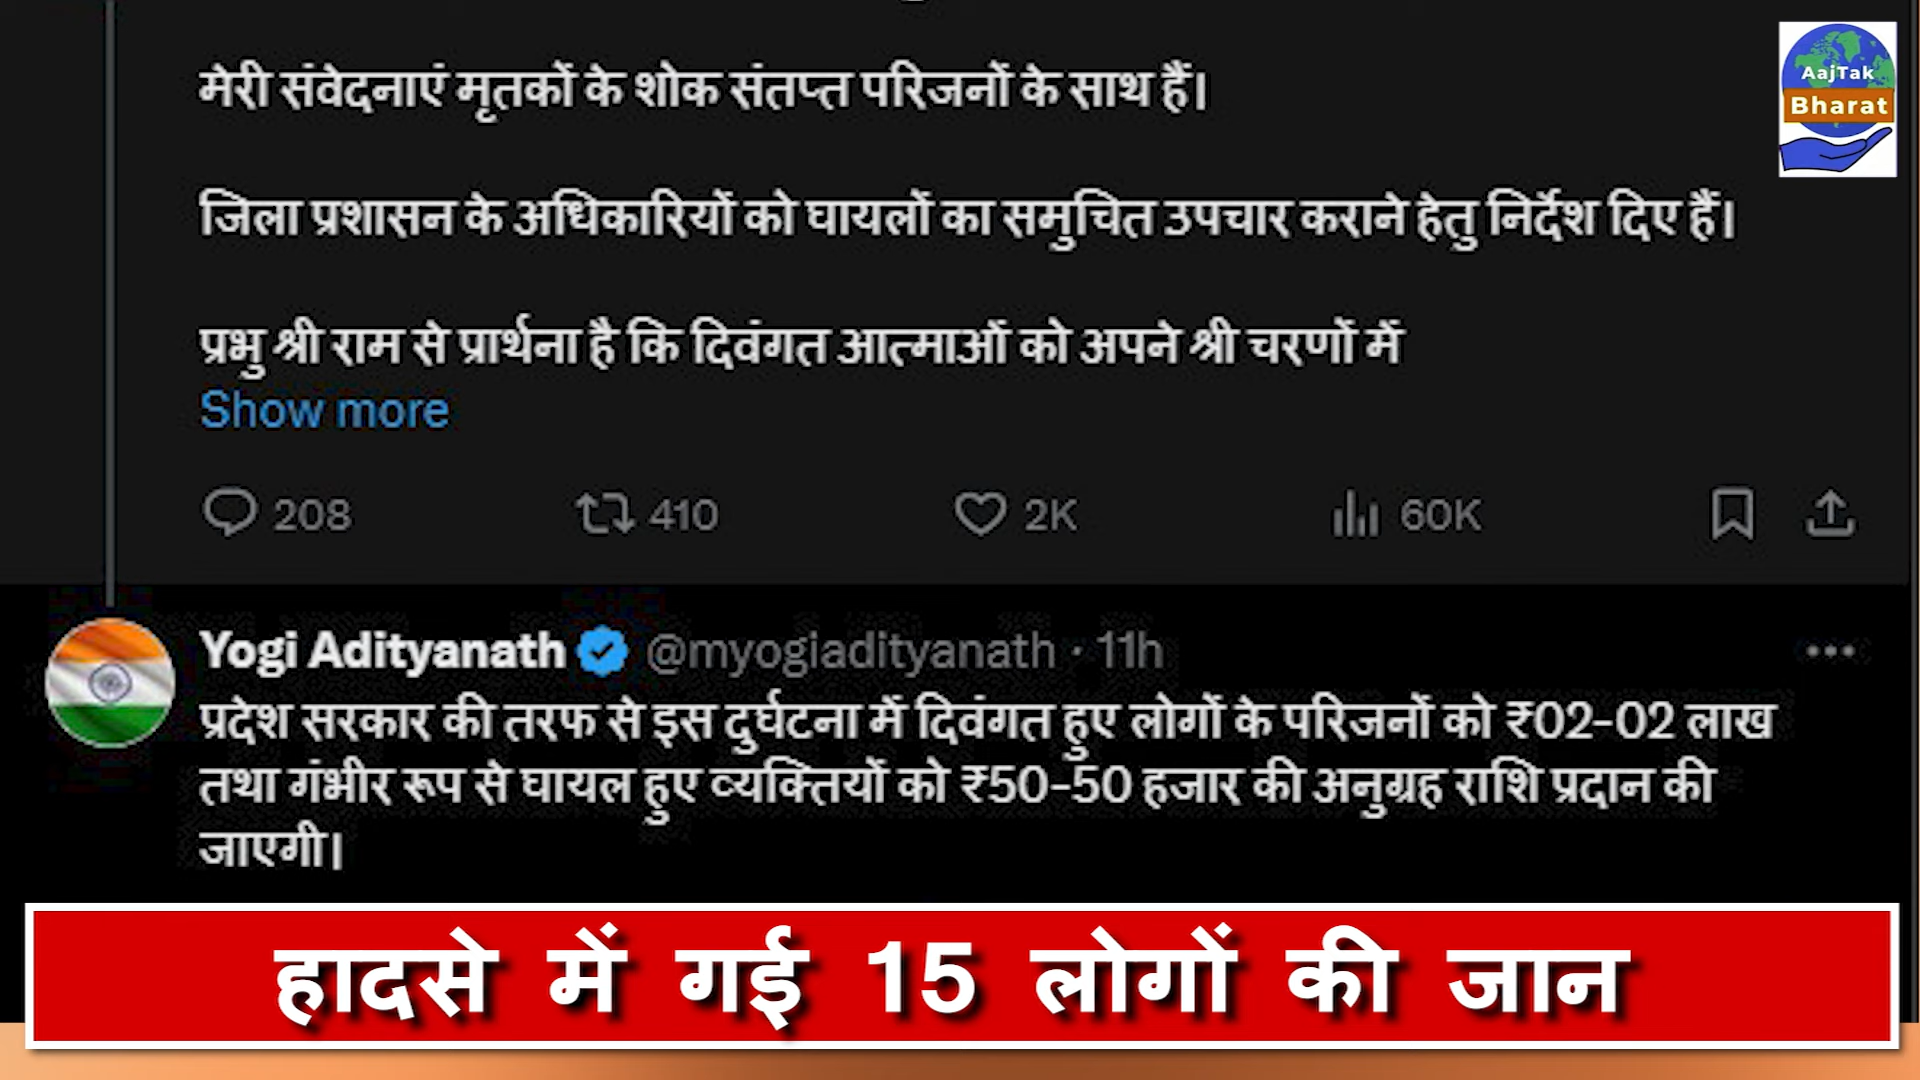 मेरी संवेदनाएं मृतकों के शोक संतप्त परिजनों के साथ हैं।
AajTak
Bharat
जिला प्रशासन के अधिकारियों को घायलों का समुचित उपचार कराने हेतु निर्देश दिए हैं।
प्रभु श्री राम से प्रार्थना है कि दिवंगत आत्माओं को अपने श्री चरणों में
Show more
208 410 2K 60K
Yogi Adityanath @myogiadityanath · 11h
प्रदेश सरकार की तरफ से इस दुर्घटना में दिवंगत हुए लोगों के परिजनों को ₹02-02 लाख
तथा गंभीर रूप से घायल हुए व्यक्तियों को ₹50-50 हजार की अनुग्रह राशि प्रदान की
जाएगी।
हादसे में गई 15 लोगों की जान